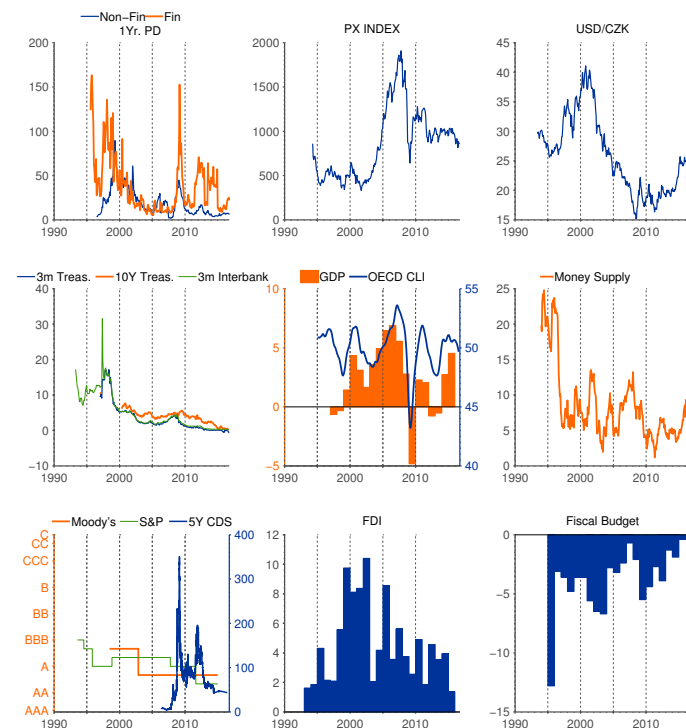 Non-Fin Fin
1Yr. PD
200
150
100
50
0
1990 2000 2010
PX INDEX
2000
1500
1000
500
0
1990 2000 2010
USD/CZK
45
40
35
30
25
20
15
1990 2000 2010
3m Treas. 10Y Treas. 3m Interbank
40
30
20
10
0
−10
1990 2000 2010
GDP OECD CLI
10 55
5 50
0 45
−5 40
1990 2000 2010
Money Supply
25
20
15
10
5
0
1990 2000 2010
Moody's S&P 5Y CDS
C 400
CC
CCC
300
B
BB 200
BBB
A 100
AA
AAA 0
1990 2000 2010
FDI
12
10
8
6
4
2
0
1990 2000 2010
Fiscal Budget
0
−5
−10
−15
1990 2000 2010